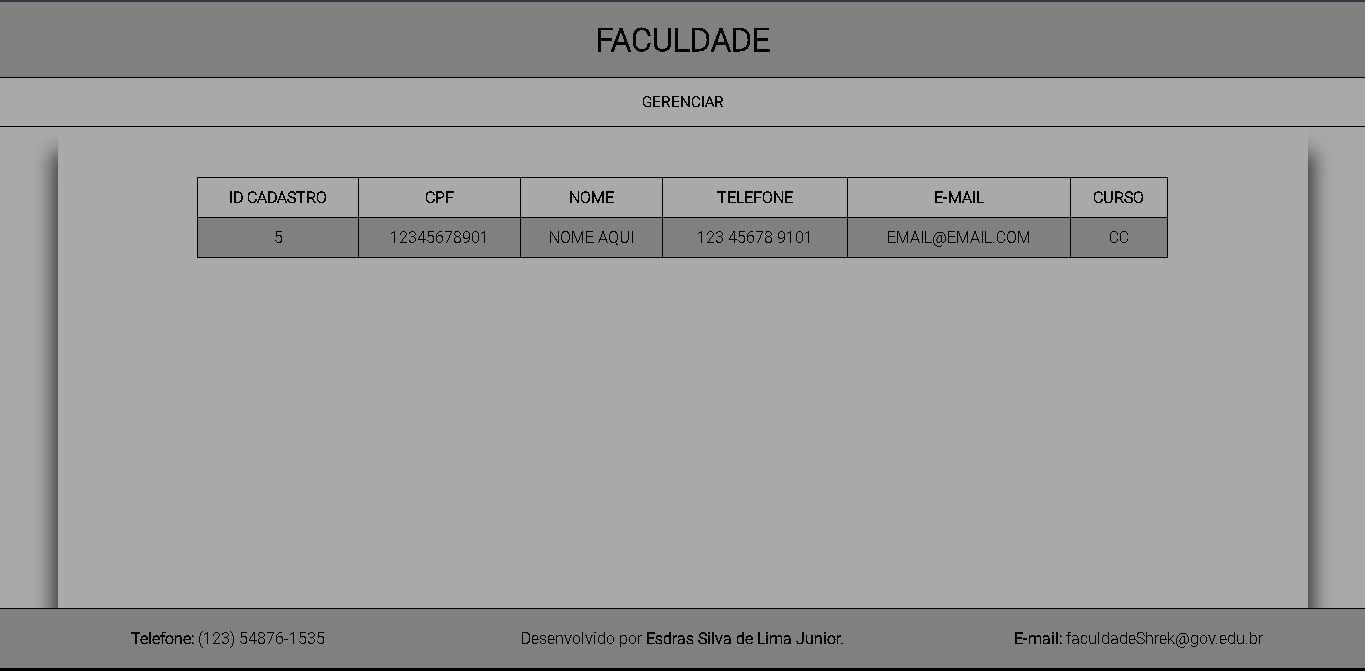 FACULDADE
GERENCIAR
ID CADASTRO CPF NOME TELEFONE E-MAIL CURSO
5 12345678901 NOME AQUI 123 45678 9101 EMAIL@EMAIL.COM CC
Telefone: (123) 54876-1535 Desenvolvido por Esdras Silva de Lima Junior. E-mail: faculdadeShrek@gov.edu.br